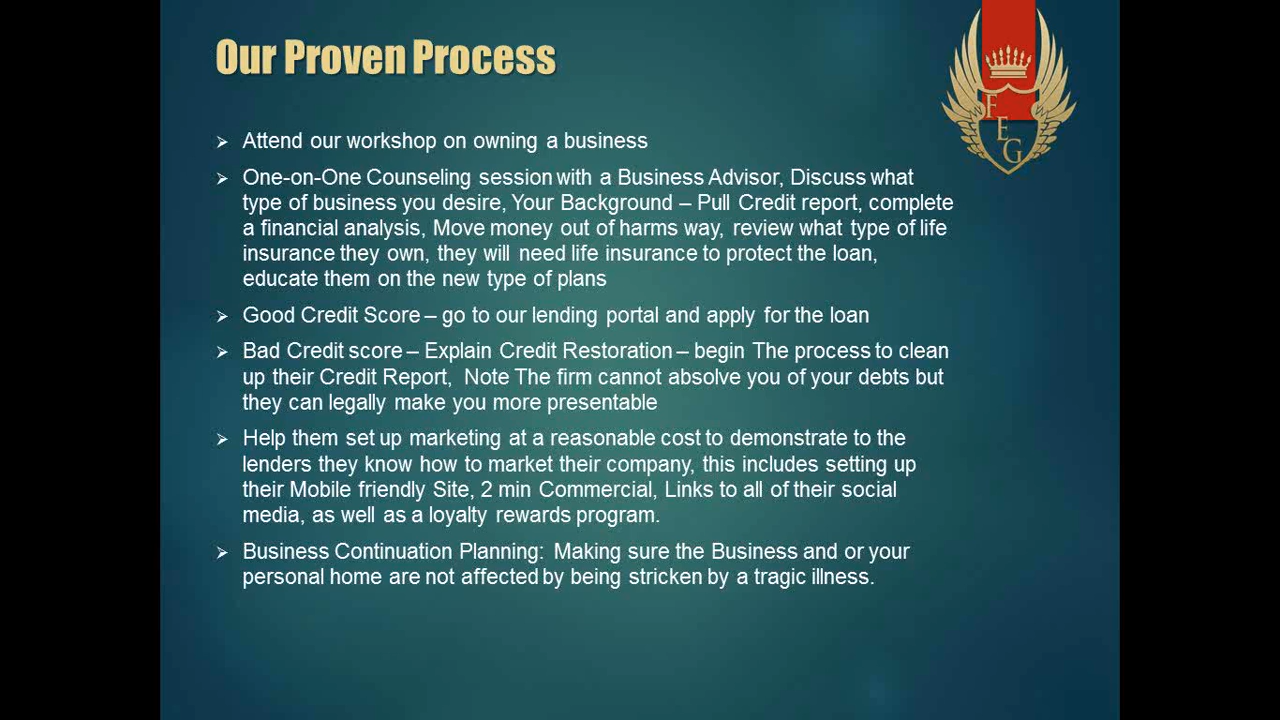 Our Proven Process
F
E
G
➢ Attend our workshop on owning a business
➢ One-on-One Counseling session with a Business Advisor, Discuss what
type of business you desire, Your Background – Pull Credit report, complete
a financial analysis, Move money out of harms way, review what type of life
insurance they own, they will need life insurance to protect the loan,
educate them on the new type of plans
➢ Good Credit Score – go to our lending portal and apply for the loan
➢ Bad Credit score – Explain Credit Restoration – begin The process to clean
up their Credit Report, Note The firm cannot absolve you of your debts but
they can legally make you more presentable
➢ Help them set up marketing at a reasonable cost to demonstrate to the
lenders they know how to market their company, this includes setting up
their Mobile friendly Site, 2 min Commercial, Links to all of their social
media, as well as a loyalty rewards program.
➢ Business Continuation Planning: Making sure the Business and or your
personal home are not affected by being stricken by a tragic illness.